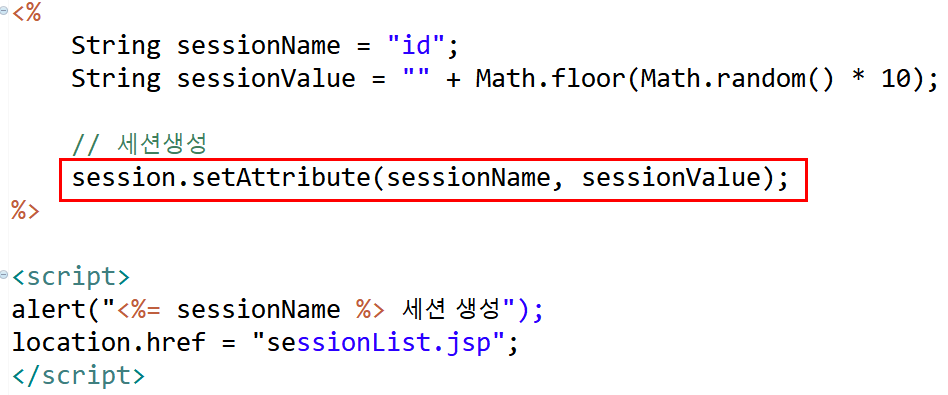 <%
String sessionName = "id";
String sessionValue = "" + Math.floor(Math.random() * 10);
// 세션생성
session.setAttribute(sessionName, sessionValue);
%>
<script>
alert("<%= sessionName %> 세션 생성");
location.href = "sessionList.jsp";
</script>